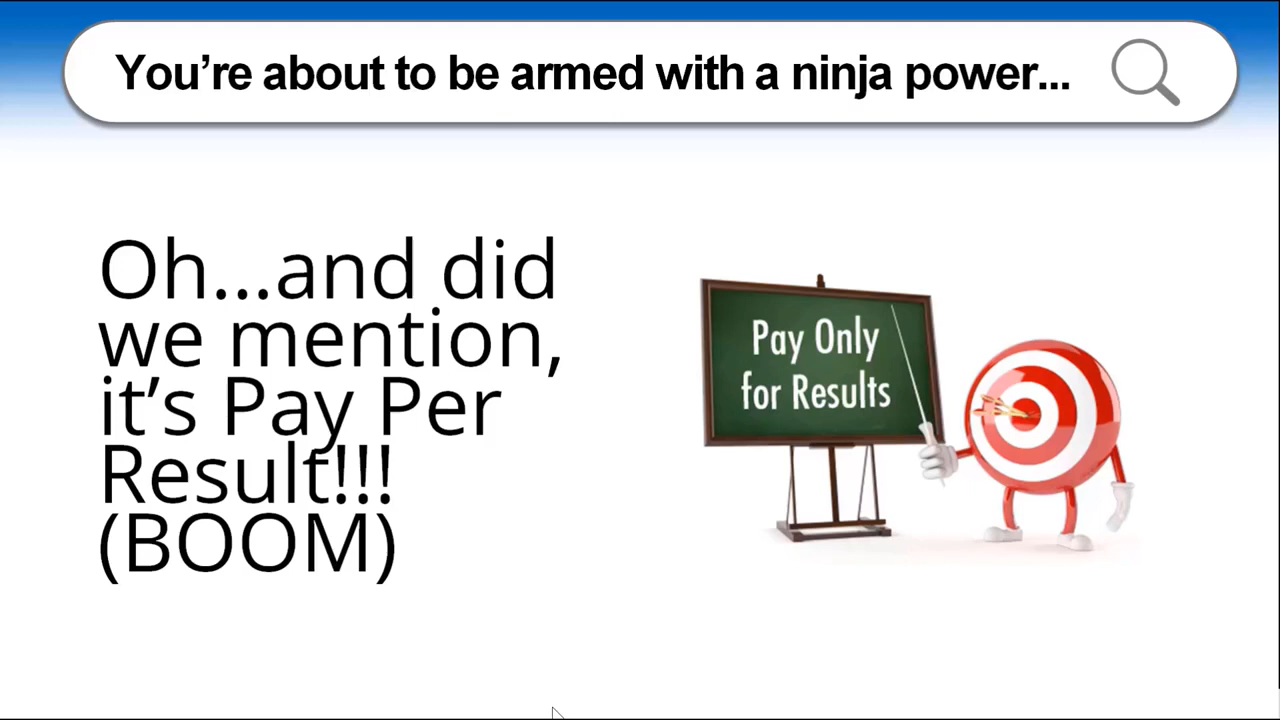 You’re about to be armed with a ninja power...
Oh...and did
we mention,
it’s Pay Per
Result!!!
(BOOM)
Pay Only
for Results